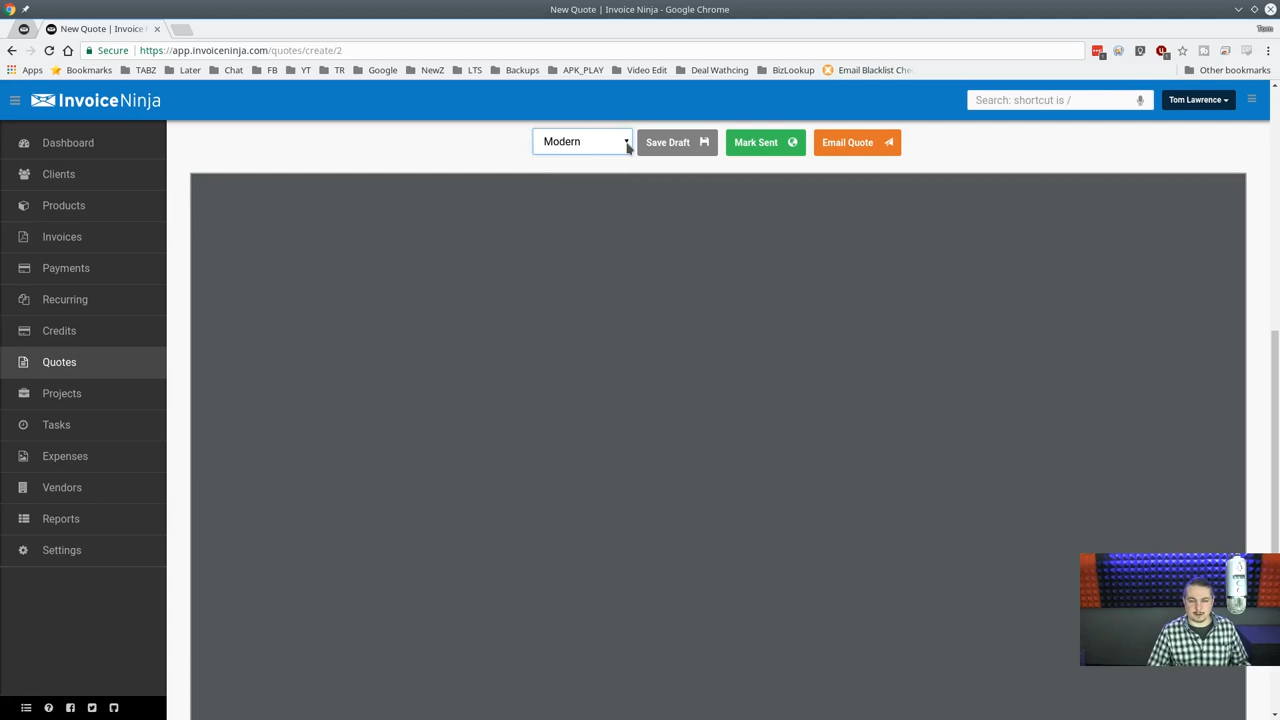 New Quote | Invoice Ninja - Google Chrome
New Quote | Invoice
Tom
Secure
https://app.invoiceninja.com/quotes/create/2
Apps
Bookmarks
TABZ
Later
Chat
FB
YT
TR
Google
NewZ
LTS
Backups
APK_PLAY
Video Edit
Deal Wathcing
BizLookup
Email Blacklist Che
Other bookmarks
InvoiceNinja
Search: shortcut is /
Tom Lawrence
Dashboard
Clients
Products
Invoices
Payments
Recurring
Credits
Quotes
Projects
Tasks
Expenses
Vendors
Reports
Settings
Modern
Save Draft
Mark Sent
Email Quote